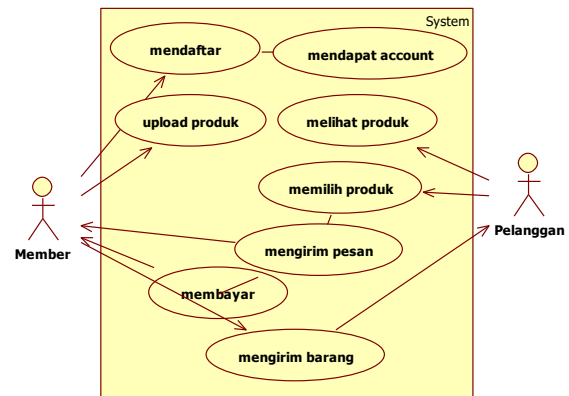 System
mendaftar
mendapat account
upload produk
melihat produk
memilih produk
Member
Pelanggan
mengirim pesan
membayar
mengirim barang